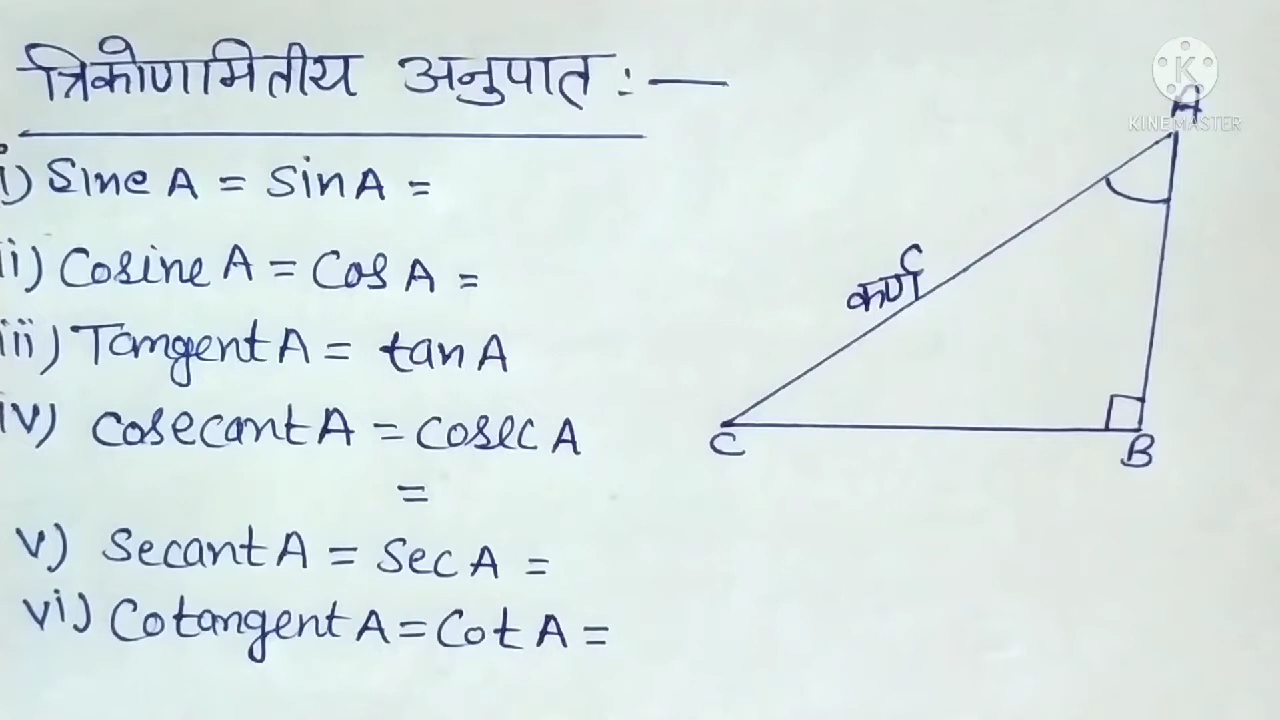 त्रिकोणमितीय अनुपात :—
i) Sine A = Sin A =
ii) Cosine A = Cos A =
iii) Tangent A = tan A
iv) Cosecant A = Cosec A
=
v) Secant A = Sec A =
vi) Cotangent A = Cot A =
K
KINEMASTER
A
कर्ण
C
B